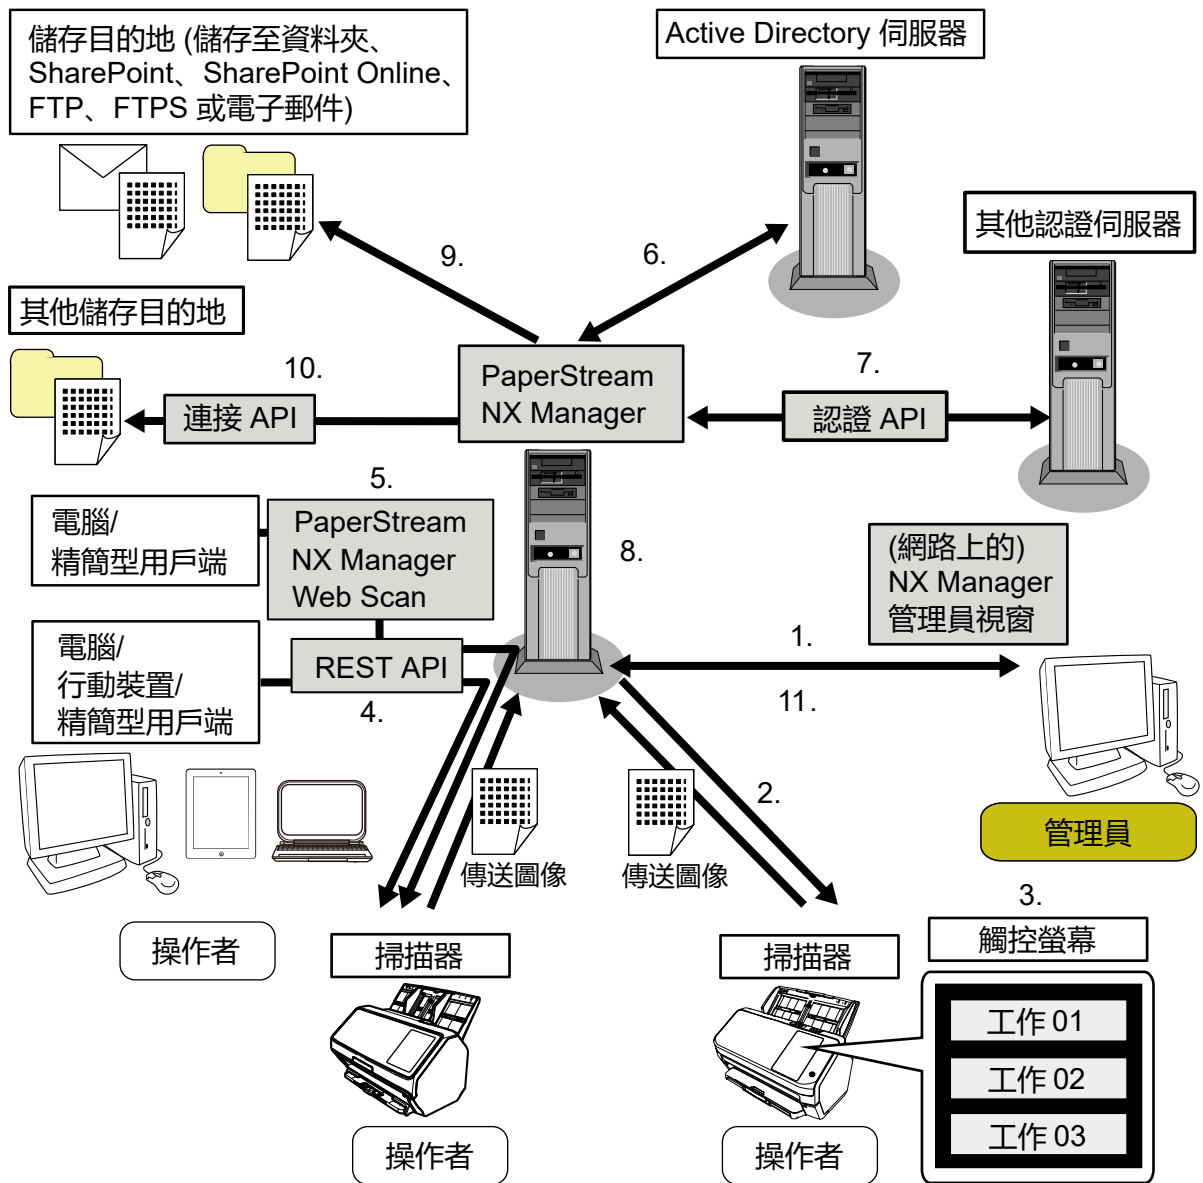 儲存目的地 (儲存至資料夾、
SharePoint、SharePoint Online、
FTP、FTPS 或電子郵件)
Active Directory 伺服器
其他認證伺服器
9.
6.
其他儲存目的地
10.
連接 API
PaperStream
NX Manager
7.
認證 API
5.
電腦/
精簡型用戶端
PaperStream
NX Manager
Web Scan
8.
(網路上的)
NX Manager
管理員視窗
電腦/
行動裝置/
精簡型用戶端
REST API
4.
1.
11.
2.
傳送圖像
傳送圖像
管理員
3.
操作者
掃描器
掃描器
觸控螢幕
工作 01
工作 02
工作 03
操作者
操作者